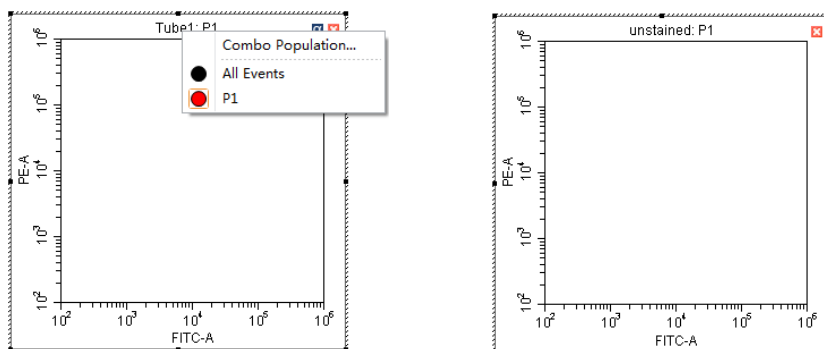 Tube1: P1
Combo Population...
All Events
P1
PE-A
10^6
10^5
10^4
10^3
10^2
10^2 10^3 10^4 10^5 10^6
FITC-A
unstained: P1
PE-A
10^6
10^5
10^4
10^3
10^2
10^2 10^3 10^4 10^5 10^6
FITC-A